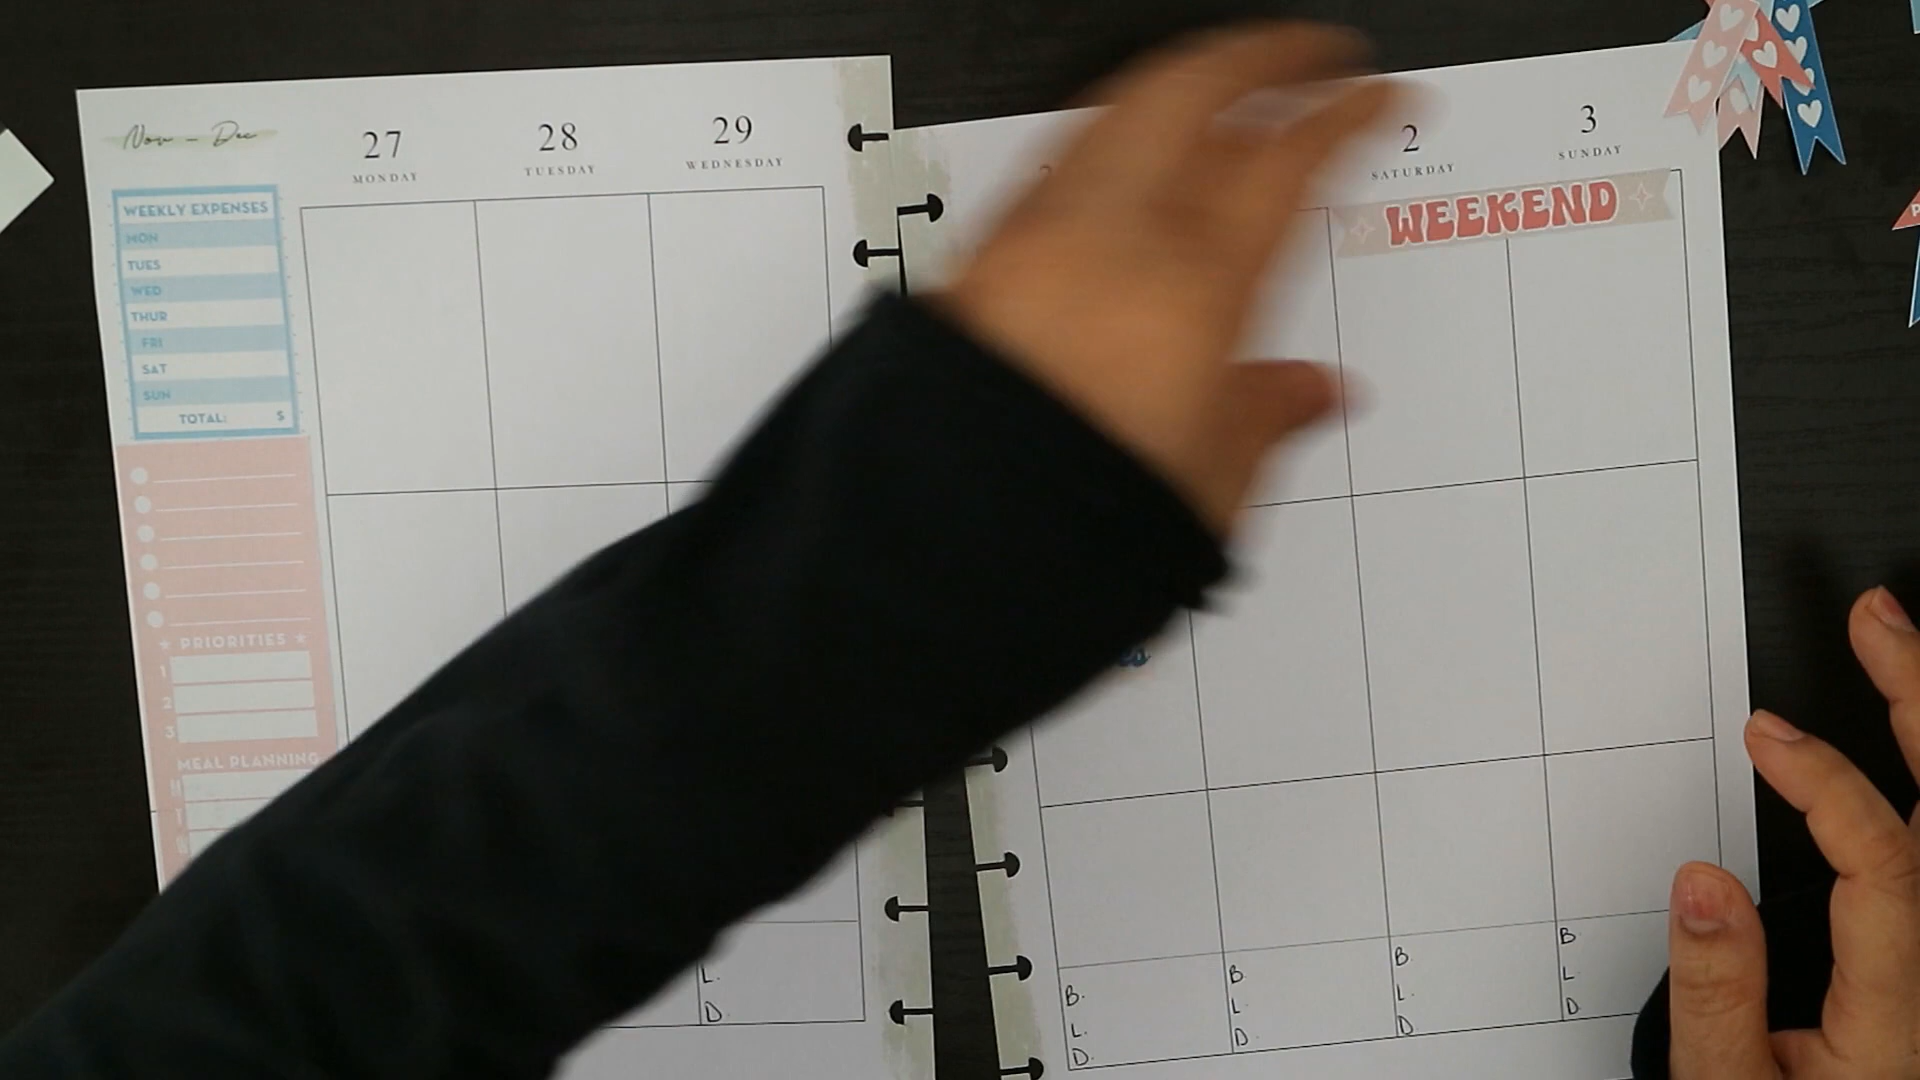 Nov - Dec
27
MONDAY
28
TUESDAY
29
WEDNESDAY
2
SATURDAY
3
SUNDAY
WEEKEND
WEEKLY EXPENSES
MON
TUES
WED
THUR
FRI
SAT
SUN
TOTAL: $
PRIORITIES
1
2
3
MEAL PLANNING
M
T
L.
D.
B.
L.
D.
B.
L.
D.
B.
L.
D
B.
L.
D.